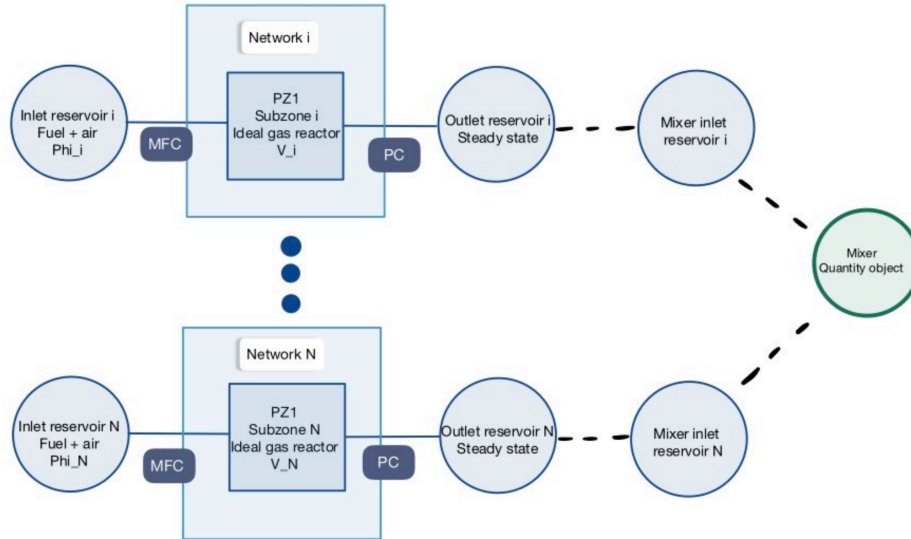 Network i
Inlet reservoir i
Fuel + air
Phi_i
MFC
PZ1
Subzone i
Ideal gas reactor
V_i
PC
Outlet reservoir i
Steady state
Mixer inlet
reservoir i
Mixer
Quantity object
Network N
Inlet reservoir N
Fuel + air
Phi_N
MFC
PZ1
Subzone N
Ideal gas reactor
V_N
PC
Outlet reservoir N
Steady state
Mixer inlet
reservoir N